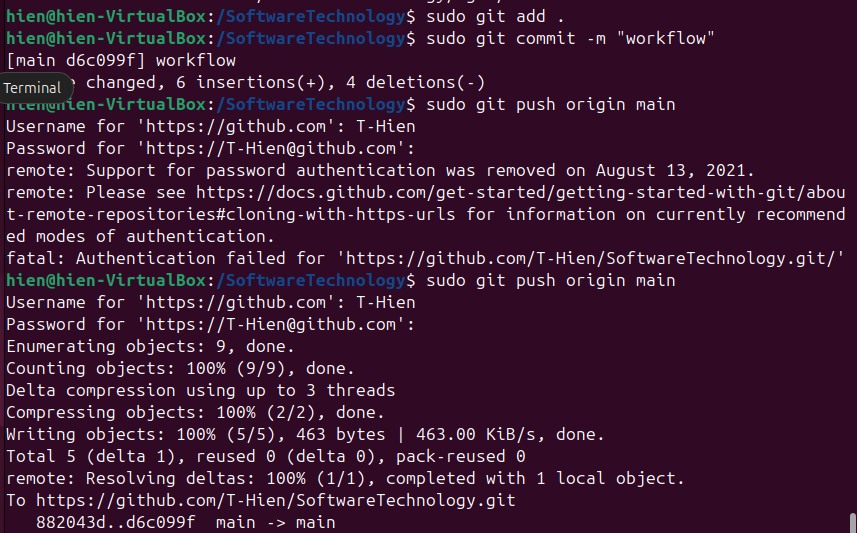 hien@hien-VirtualBox:/SoftwareTechnology$ sudo git add .
hien@hien-VirtualBox:/SoftwareTechnology$ sudo git commit -m "workflow"
[main d6c099f] workflow
Terminal
changed, 6 insertions(+), 4 deletions(-)
hien@hien-VirtualBox:/SoftwareTechnology$ sudo git push origin main
Username for 'https://github.com': T-Hien
Password for 'https://T-Hien@github.com':
remote: Support for password authentication was removed on August 13, 2021.
remote: Please see https://docs.github.com/get-started/getting-started-with-git/abou
t-remote-repositories#cloning-with-https-urls for information on currently recommend
ed modes of authentication.
fatal: Authentication failed for 'https://github.com/T-Hien/SoftwareTechnology.git/'
hien@hien-VirtualBox:/SoftwareTechnology$ sudo git push origin main
Username for 'https://github.com': T-Hien
Password for 'https://T-Hien@github.com':
Enumerating objects: 9, done.
Counting objects: 100% (9/9), done.
Delta compression using up to 3 threads
Compressing objects: 100% (2/2), done.
Writing objects: 100% (5/5), 463 bytes | 463.00 KiB/s, done.
Total 5 (delta 1), reused 0 (delta 0), pack-reused 0
remote: Resolving deltas: 100% (1/1), completed with 1 local object.
To https://github.com/T-Hien/SoftwareTechnology.git
882043d..d6c099f main -> main